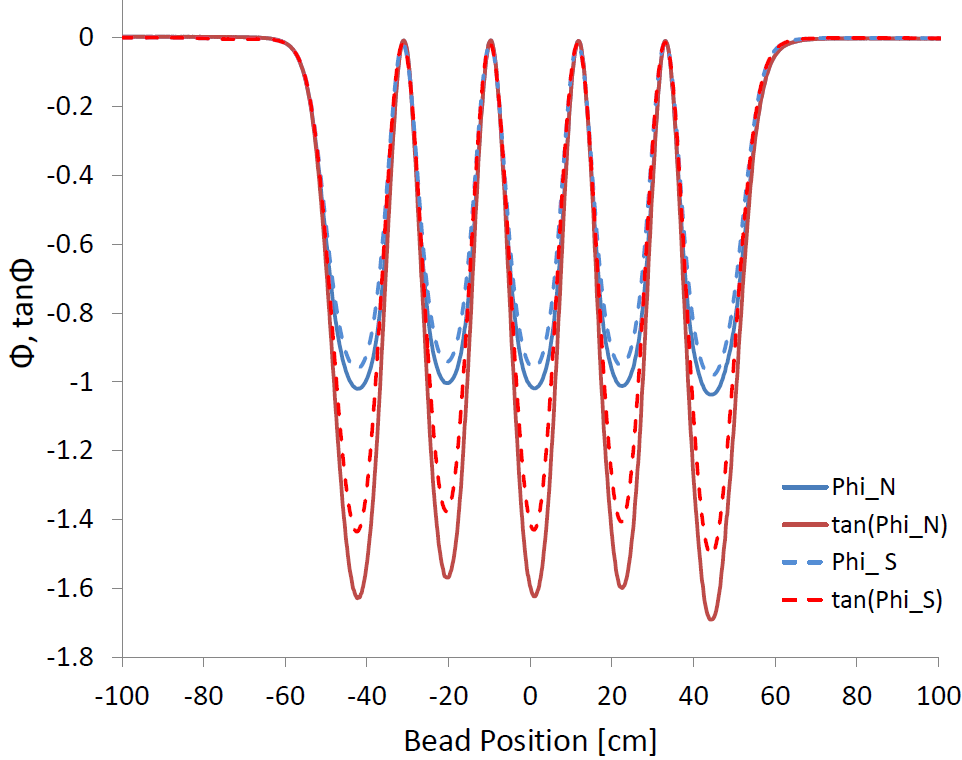 0
-0.2
-0.4
-0.6
-0.8
-1
-1.2
-1.4
-1.6
-1.8
Φ, tanΦ
-100 -80 -60 -40 -20 0 20 40 60 80 100
Bead Position [cm]
Phi_N
tan(Phi_N)
Phi_ S
tan(Phi_S)